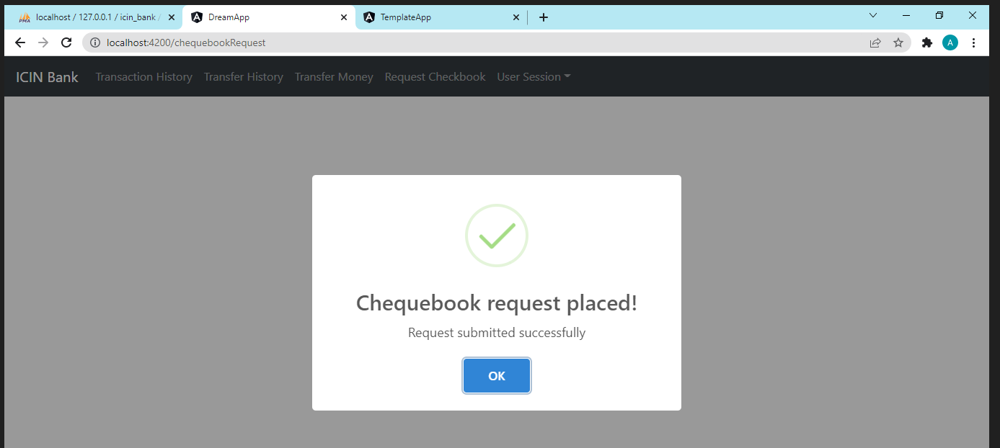 localhost / 127.0.0.1 / icin_bank /
DreamApp
TemplateApp
localhost:4200/chequebookRequest
A
ICIN Bank Transaction History Transfer History Transfer Money Request Checkbook User Session
Chequebook request placed!
Request submitted successfully
OK